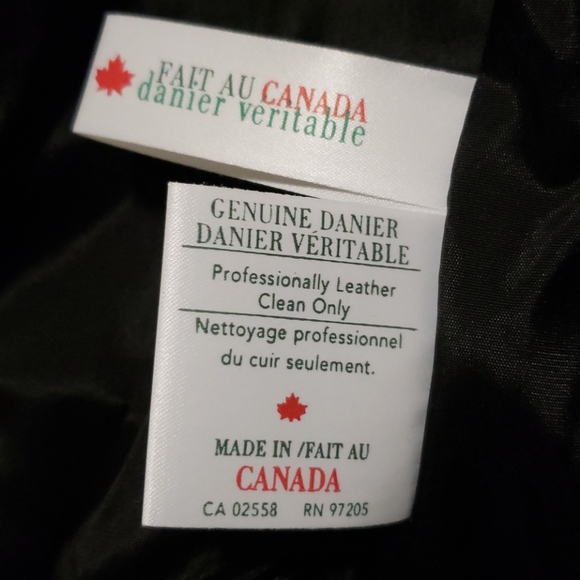 FAIT AU CANADA
danier véritable
GENUINE DANIER
DANIER VÉRITABLE
Professionally Leather
Clean Only
Nettoyage professionnel
du cuir seulement.
MADE IN /FAIT AU
CANADA
CA 02558 RN 97205